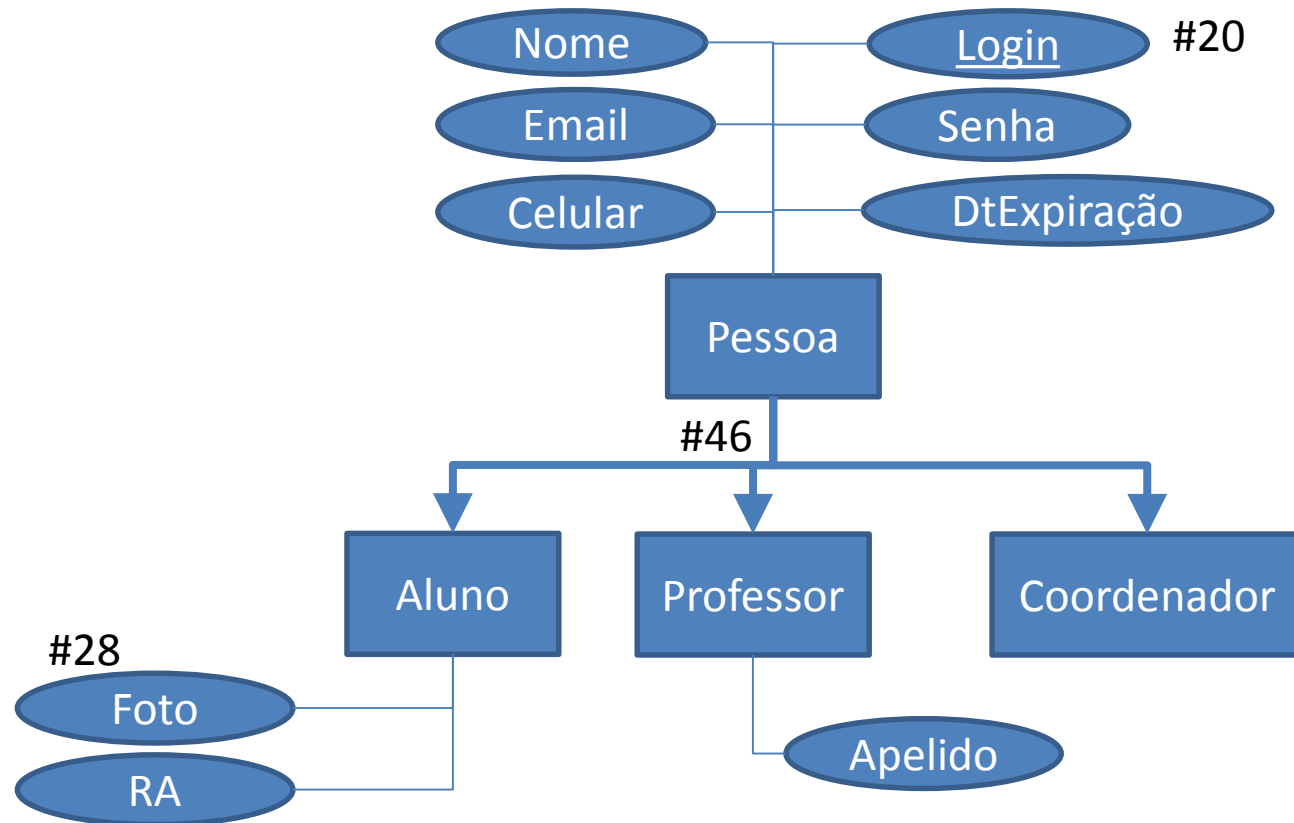 Nome
Login
#20
Email
Senha
Celular
DtExpiração
Pessoa
#46
Aluno
Professor
Coordenador
#28
Foto
Apelido
RA